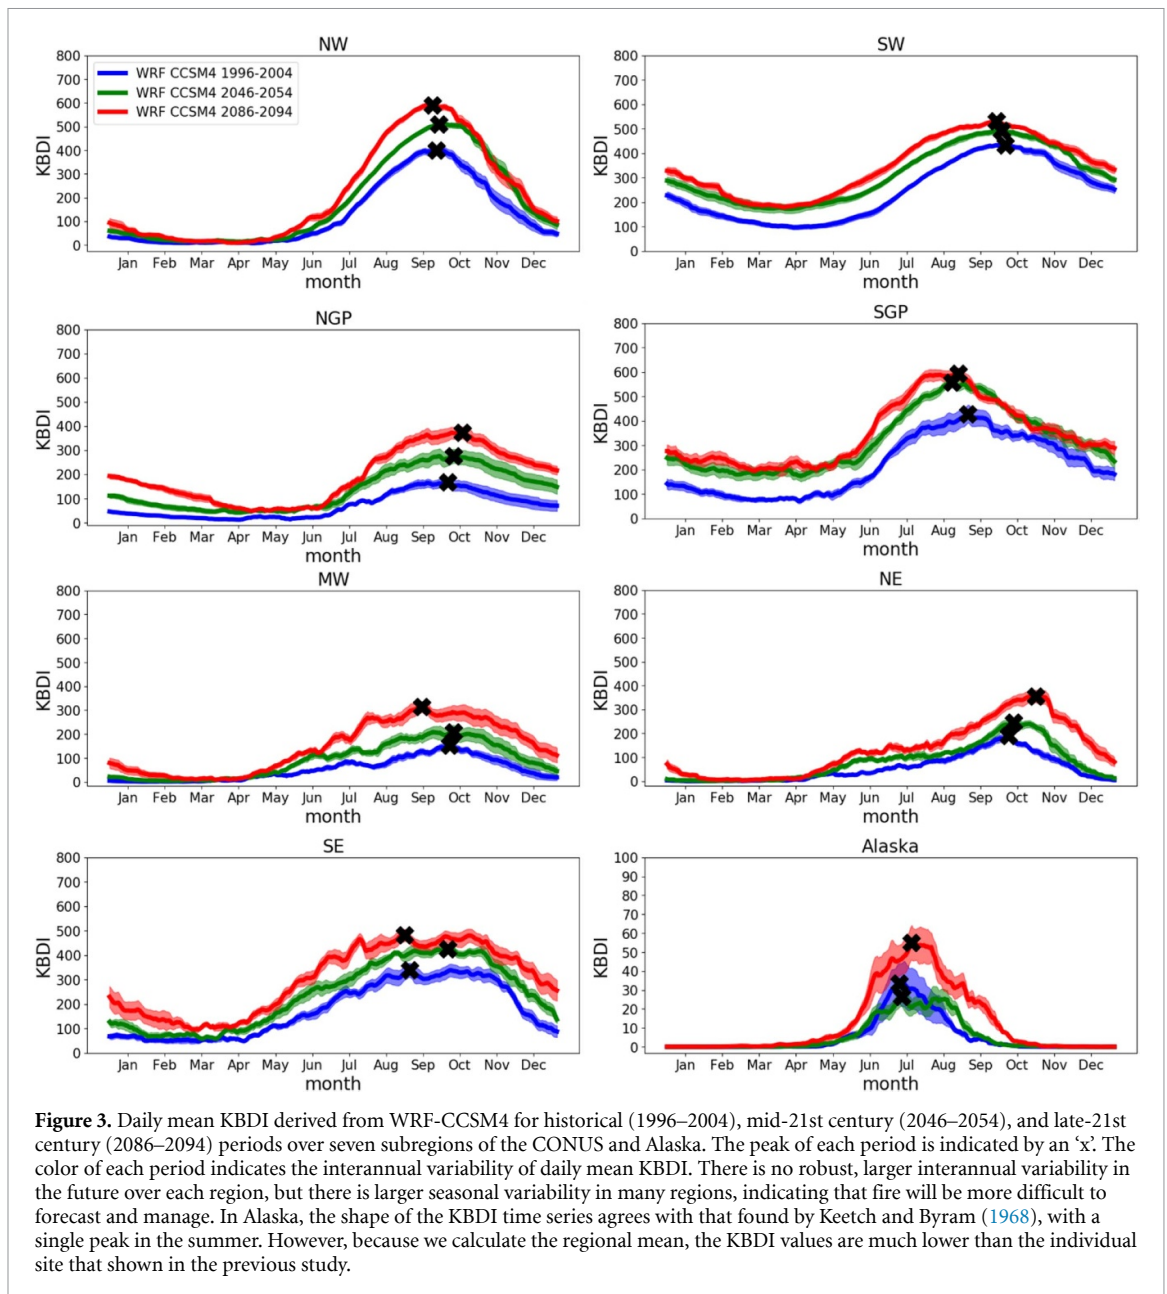 NW
800
700
600
500
400
300
200
100
0
KBDI
WRF CCSM4 1996-2004
WRF CCSM4 2046-2054
WRF CCSM4 2086-2094
Jan Feb Mar Apr May Jun Jul Aug Sep Oct Nov Dec
month
SW
800
700
600
500
400
300
200
100
0
KBDI
Jan Feb Mar Apr May Jun Jul Aug Sep Oct Nov Dec
month
NGP
800
700
600
500
400
300
200
100
0
KBDI
Jan Feb Mar Apr May Jun Jul Aug Sep Oct Nov Dec
month
SGP
800
700
600
500
400
300
200
100
0
KBDI
Jan Feb Mar Apr May Jun Jul Aug Sep Oct Nov Dec
month
MW
800
700
600
500
400
300
200
100
0
KBDI
Jan Feb Mar Apr May Jun Jul Aug Sep Oct Nov Dec
month
NE
800
700
600
500
400
300
200
100
0
KBDI
Jan Feb Mar Apr May Jun Jul Aug Sep Oct Nov Dec
month
SE
800
700
600
500
400
300
200
100
0
KBDI
Jan Feb Mar Apr May Jun Jul Aug Sep Oct Nov Dec
month
Alaska
100
90
80
70
60
50
40
30
20
10
0
KBDI
Jan Feb Mar Apr May Jun Jul Aug Sep Oct Nov Dec
month
Figure 3. Daily mean KBDI derived from WRF-CCSM4 for historical (1996–2004), mid-21st century (2046–2054), and late-21st
century (2086–2094) periods over seven subregions of the CONUS and Alaska. The peak of each period is indicated by an ‘x’. The
color of each period indicates the interannual variability of daily mean KBDI. There is no robust, larger interannual variability in
the future over each region, but there is larger seasonal variability in many regions, indicating that fire will be more difficult to
forecast and manage. In Alaska, the shape of the KBDI time series agrees with that found by Keetch and Byram (1968), with a
single peak in the summer. However, because we calculate the regional mean, the KBDI values are much lower than the individual
site that shown in the previous study.